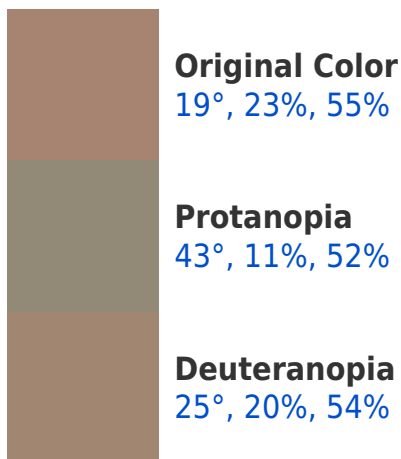 Original Color
19°, 23%, 55%
Protanopia
43°, 11%, 52%
Deuteranopia
25°, 20%, 54%